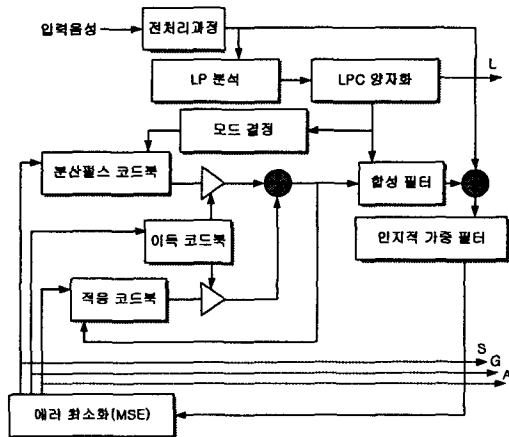 입력음성
전처리과정
LP 분석
LPC 양자화
L
모드 결정
분산펄스 코드북
합성 필터
이득 코드북
인지적 가중 필터
적응 코드북
S
G
A
에러 최소화(MSE)